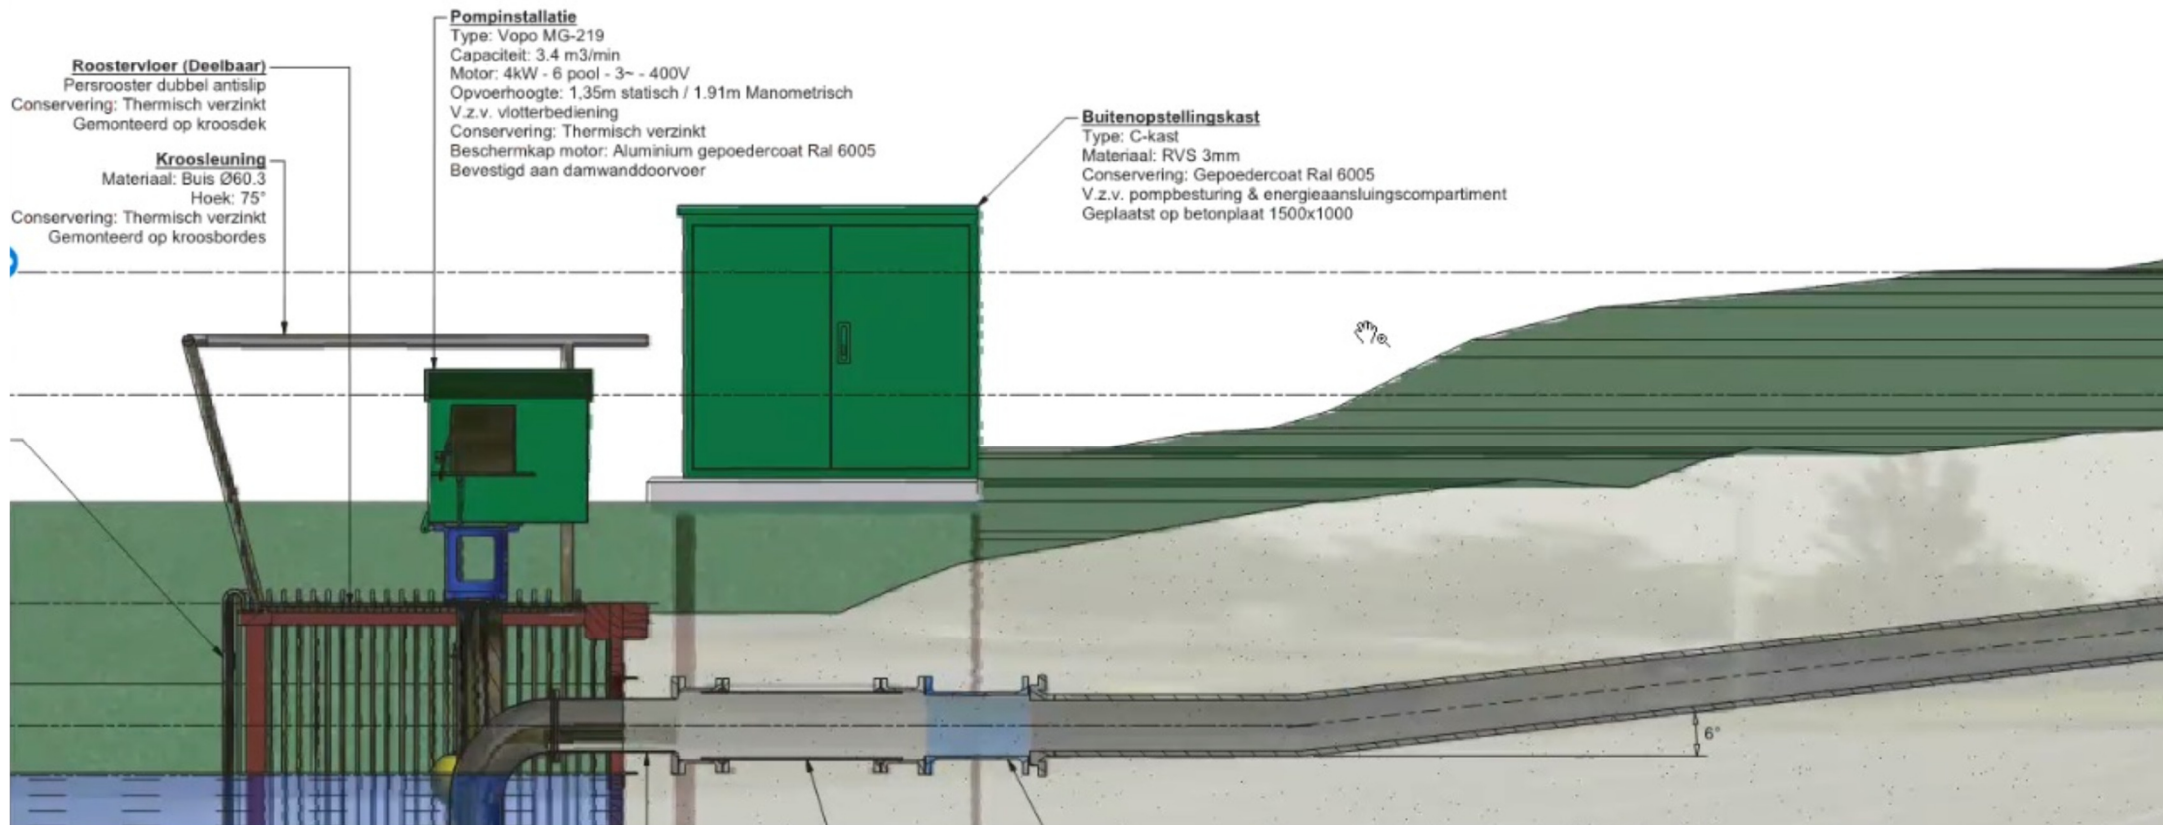 Pompinstallatie
Type: Vopo MG-219
Capaciteit: 3.4 m3/min
Motor: 4kW - 6 pool - 3~ - 400V
Opvoerhoogte: 1,35m statisch / 1.91m Manometrisch
V.z.v. vlotterbediening
Conservering: Thermisch verzinkt
Beschermkap motor: Aluminium gepoedercoat Ral 6005
Bevestigd aan damwanddoorvoer
Roostervloer (Deelbaar)
Persrooster dubbel antislip
Conservering: Thermisch verzinkt
Gemonteerd op kroosdek
Kroosleuning
Materiaal: Buis Ø60.3
Hoek: 75°
Conservering: Thermisch verzinkt
Gemonteerd op kroosbordes
Buitenopstellingskast
Type: C-kast
Materiaal: RVS 3mm
Conservering: Gepoedercoat Ral 6005
V.z.v. pompbesturing & energieaansluingscompartiment
Geplaatst op betonplaat 1500x1000
6°